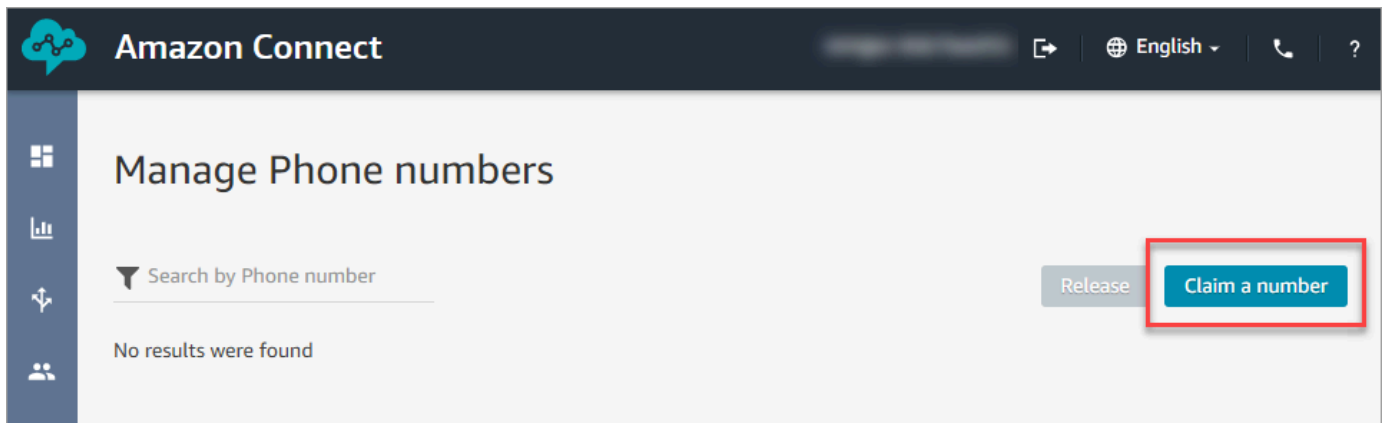 Amazon Connect
English
?
Manage Phone numbers
Search by Phone number
Release
Claim a number
No results were found